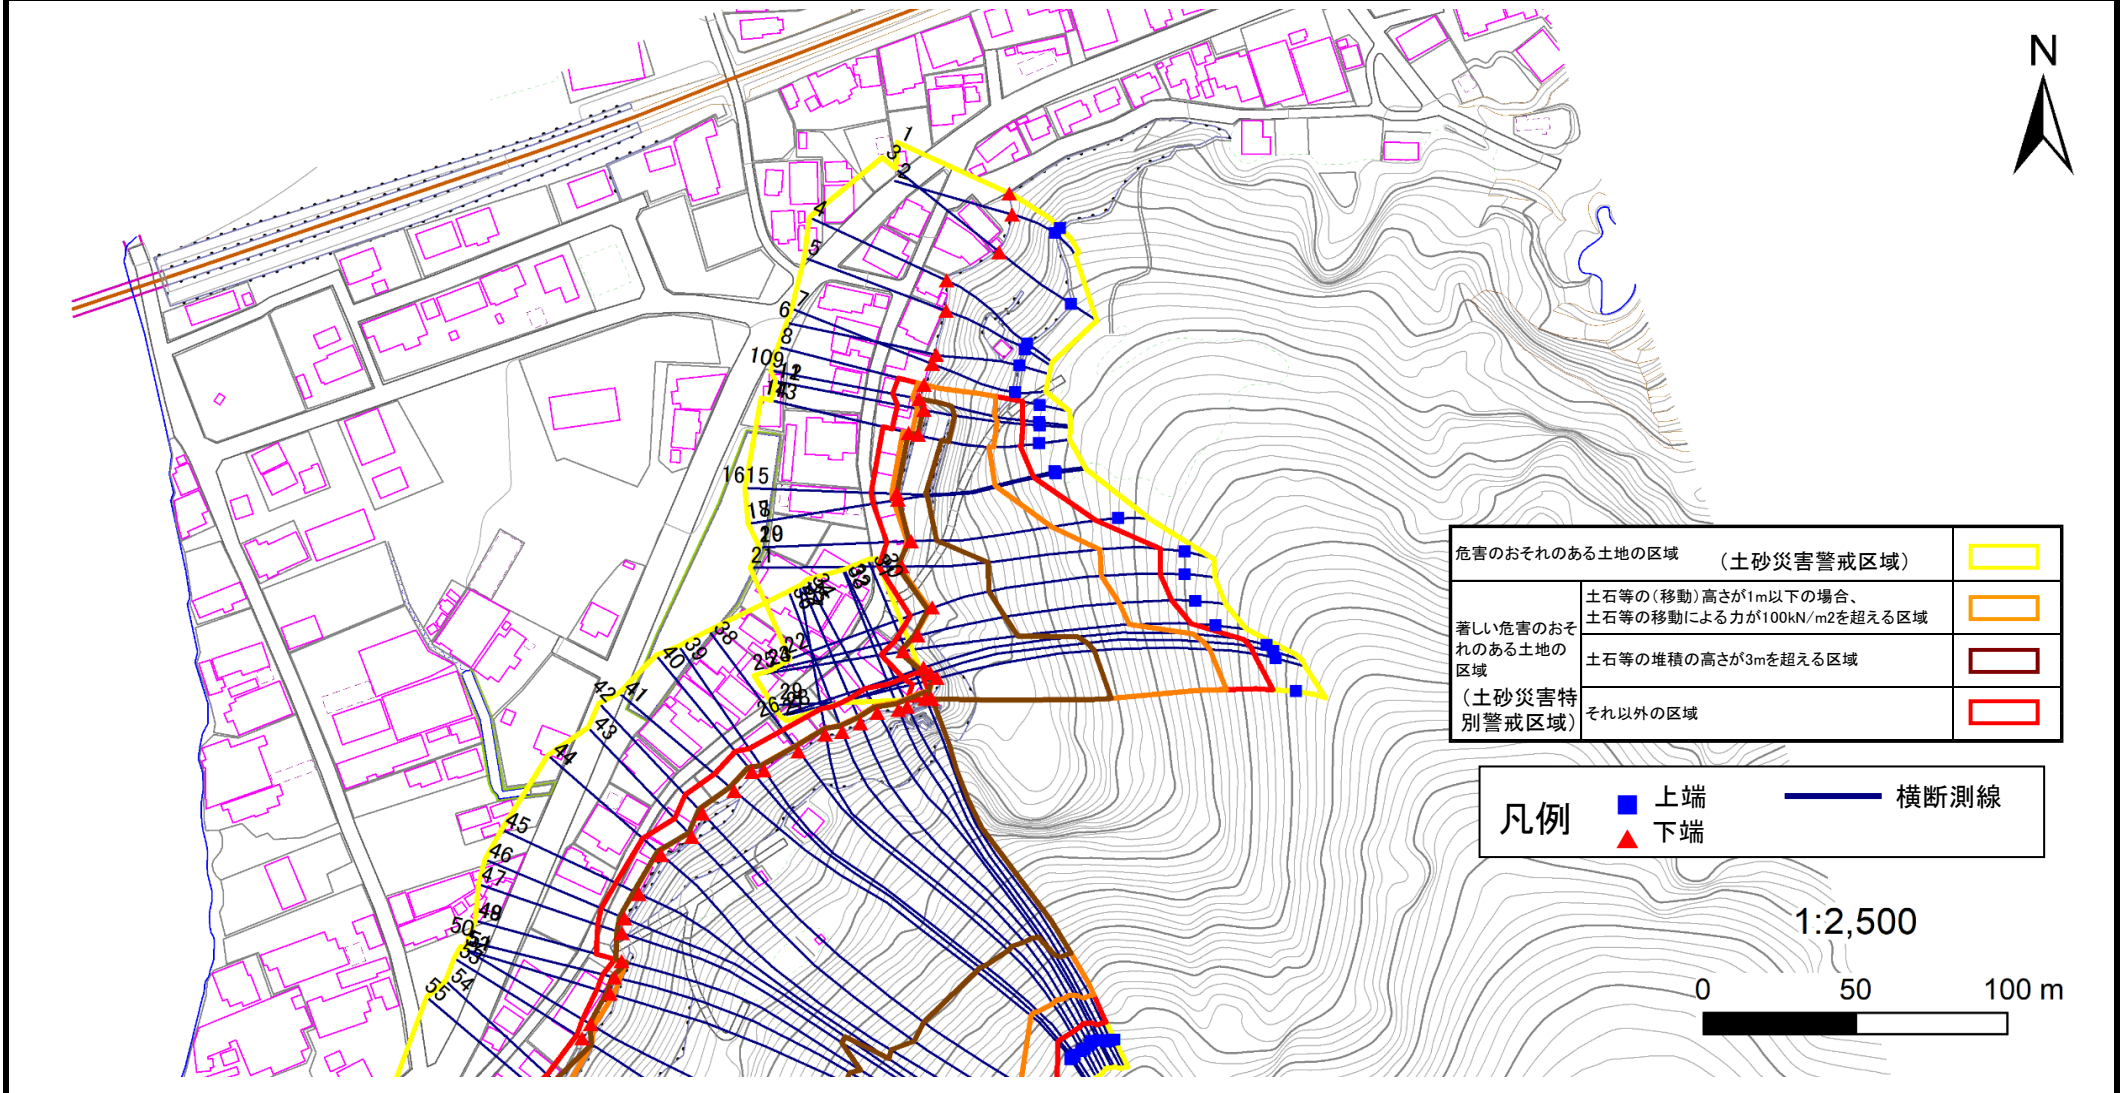 N
1
3
2
4
5
7
6
8
109
1615
21
22
38
39
40
41
42
43
44
45
46
47
50
54
55
危害のおそれのある土地の区域 (土砂災害警戒区域)
著しい危害のおそ
れのある土地の
区域
(土砂災害特
別警戒区域)
土石等の(移動)高さが1m以下の場合、
土石等の移動による力が100kN/m2を超える区域
土石等の堆積の高さが3mを超える区域
それ以外の区域
凡例
上端
下端
横断測線
1:2,500
0 50 100 m